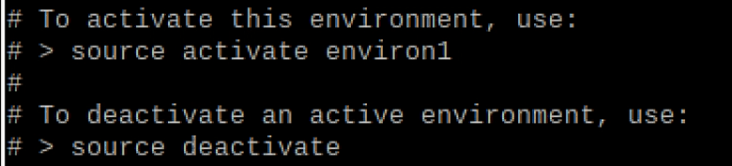 # To activate this environment, use:
# > source activate environ1
#
# To deactivate an active environment, use:
# > source deactivate